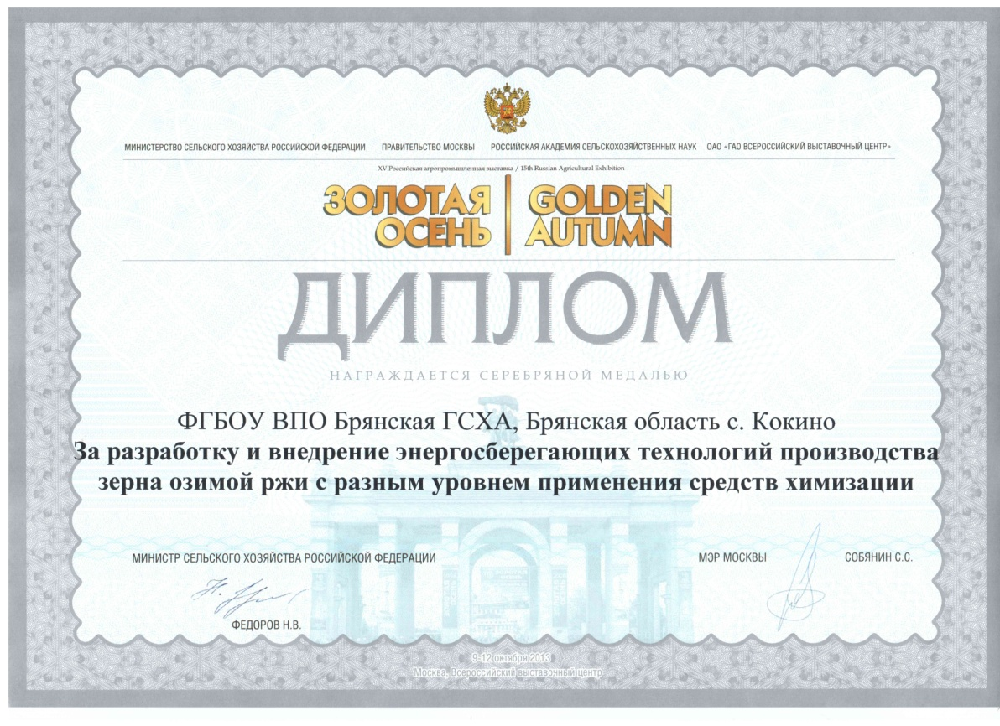 МИНИСТЕРСТВО СЕЛЬСКОГО ХОЗЯЙСТВА РОССИЙСКОЙ ФЕДЕРАЦИИ ПРАВИТЕЛЬСТВО МОСКВЫ РОССИЙСКАЯ АКАДЕМИЯ СЕЛЬСКОХОЗЯЙСТВЕННЫХ НАУК ОАО «ГАО ВСЕРОССИЙСКИЙ ВЫСТАВОЧНЫЙ ЦЕНТР»
XV Российская агропромышленная выставка / 15th Russian Agricultural Exhibition
ЗОЛОТАЯ ОСЕНЬ
GOLDEN AUTUMN
ДИПЛОМ
НАГРАЖДАЕТСЯ СЕРЕБРЯНОЙ МЕДАЛЬЮ
ФГБОУ ВПО Брянская ГСХА, Брянская область с. Кокино
За разработку и внедрение энергосберегающих технологий производства
зерна озимой ржи с разным уровнем применения средств химизации
МИНИСТР СЕЛЬСКОГО ХОЗЯЙСТВА РОССИЙСКОЙ ФЕДЕРАЦИИ
ФЕДОРОВ Н.В.
МЭР МОСКВЫ СОБЯНИН С.С.
9-12 октября 2013
Москва, Всероссийский выставочный центр